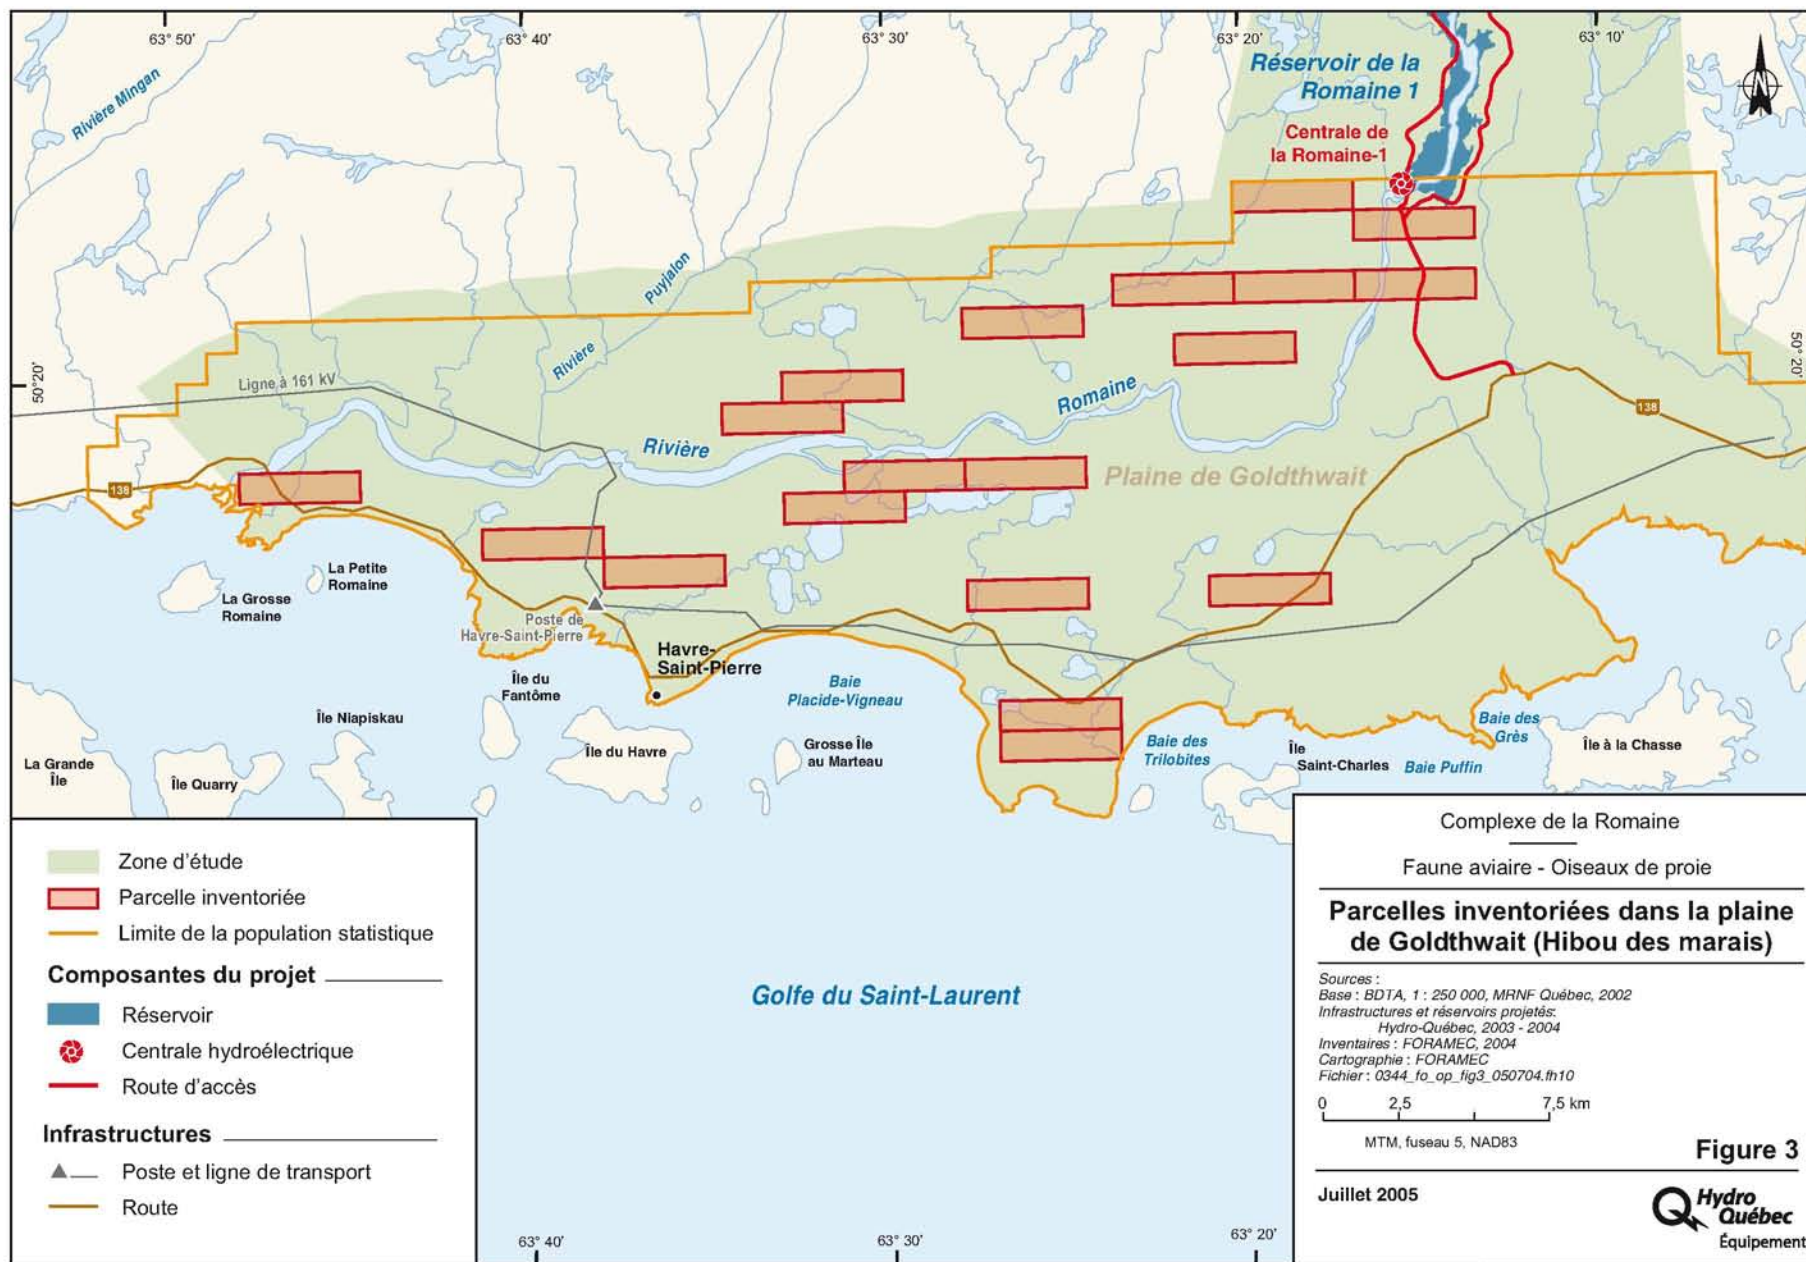 63° 50'
63° 40'
63° 30'
63° 20'
63° 10'
Rivière Mingan
Réservoir de la
Romaine 1
N
Centrale de
la Romaine-1
Puyjalon
Rivière
50°20'
50° 20'
Ligne à 161 kV
Romaine
Rivière
138
138
Plaine de Goldthwait
La Petite
Romaine
La Grosse
Romaine
Poste de
Havre-Saint-Pierre
Havre-
Saint-Pierre
Île du
Fantôme
Baie
Placide-Vigneau
Île Niapiskau
Baie des
Grès
La Grande
Île
Île Quarry
Île du Havre
Grosse Île
au Marteau
Baie des
Trilobites
Île
Saint-Charles
Baie Puffin
Île à la Chasse
Zone d'étude
Parcelle inventoriée
Limite de la population statistique
Composantes du projet
Réservoir
Centrale hydroélectrique
Route d'accès
Infrastructures
Poste et ligne de transport
Route
Golfe du Saint-Laurent
63° 40'
63° 30'
63° 20'
Complexe de la Romaine
Faune aviaire - Oiseaux de proie
Parcelles inventoriées dans la plaine
de Goldthwait (Hibou des marais)
Sources :
Base : BDTA, 1 : 250 000, MRNF Québec, 2002
Infrastructures et réservoirs projetés:
Hydro-Québec, 2003 - 2004
Inventaires : FORAMEC, 2004
Cartographie : FORAMEC
Fichier : 0344_fo_op_fig3_050704.fh10
0 2,5 7,5 km
MTM, fuseau 5, NAD83
Figure 3
Juillet 2005
Hydro
Québec
Équipement